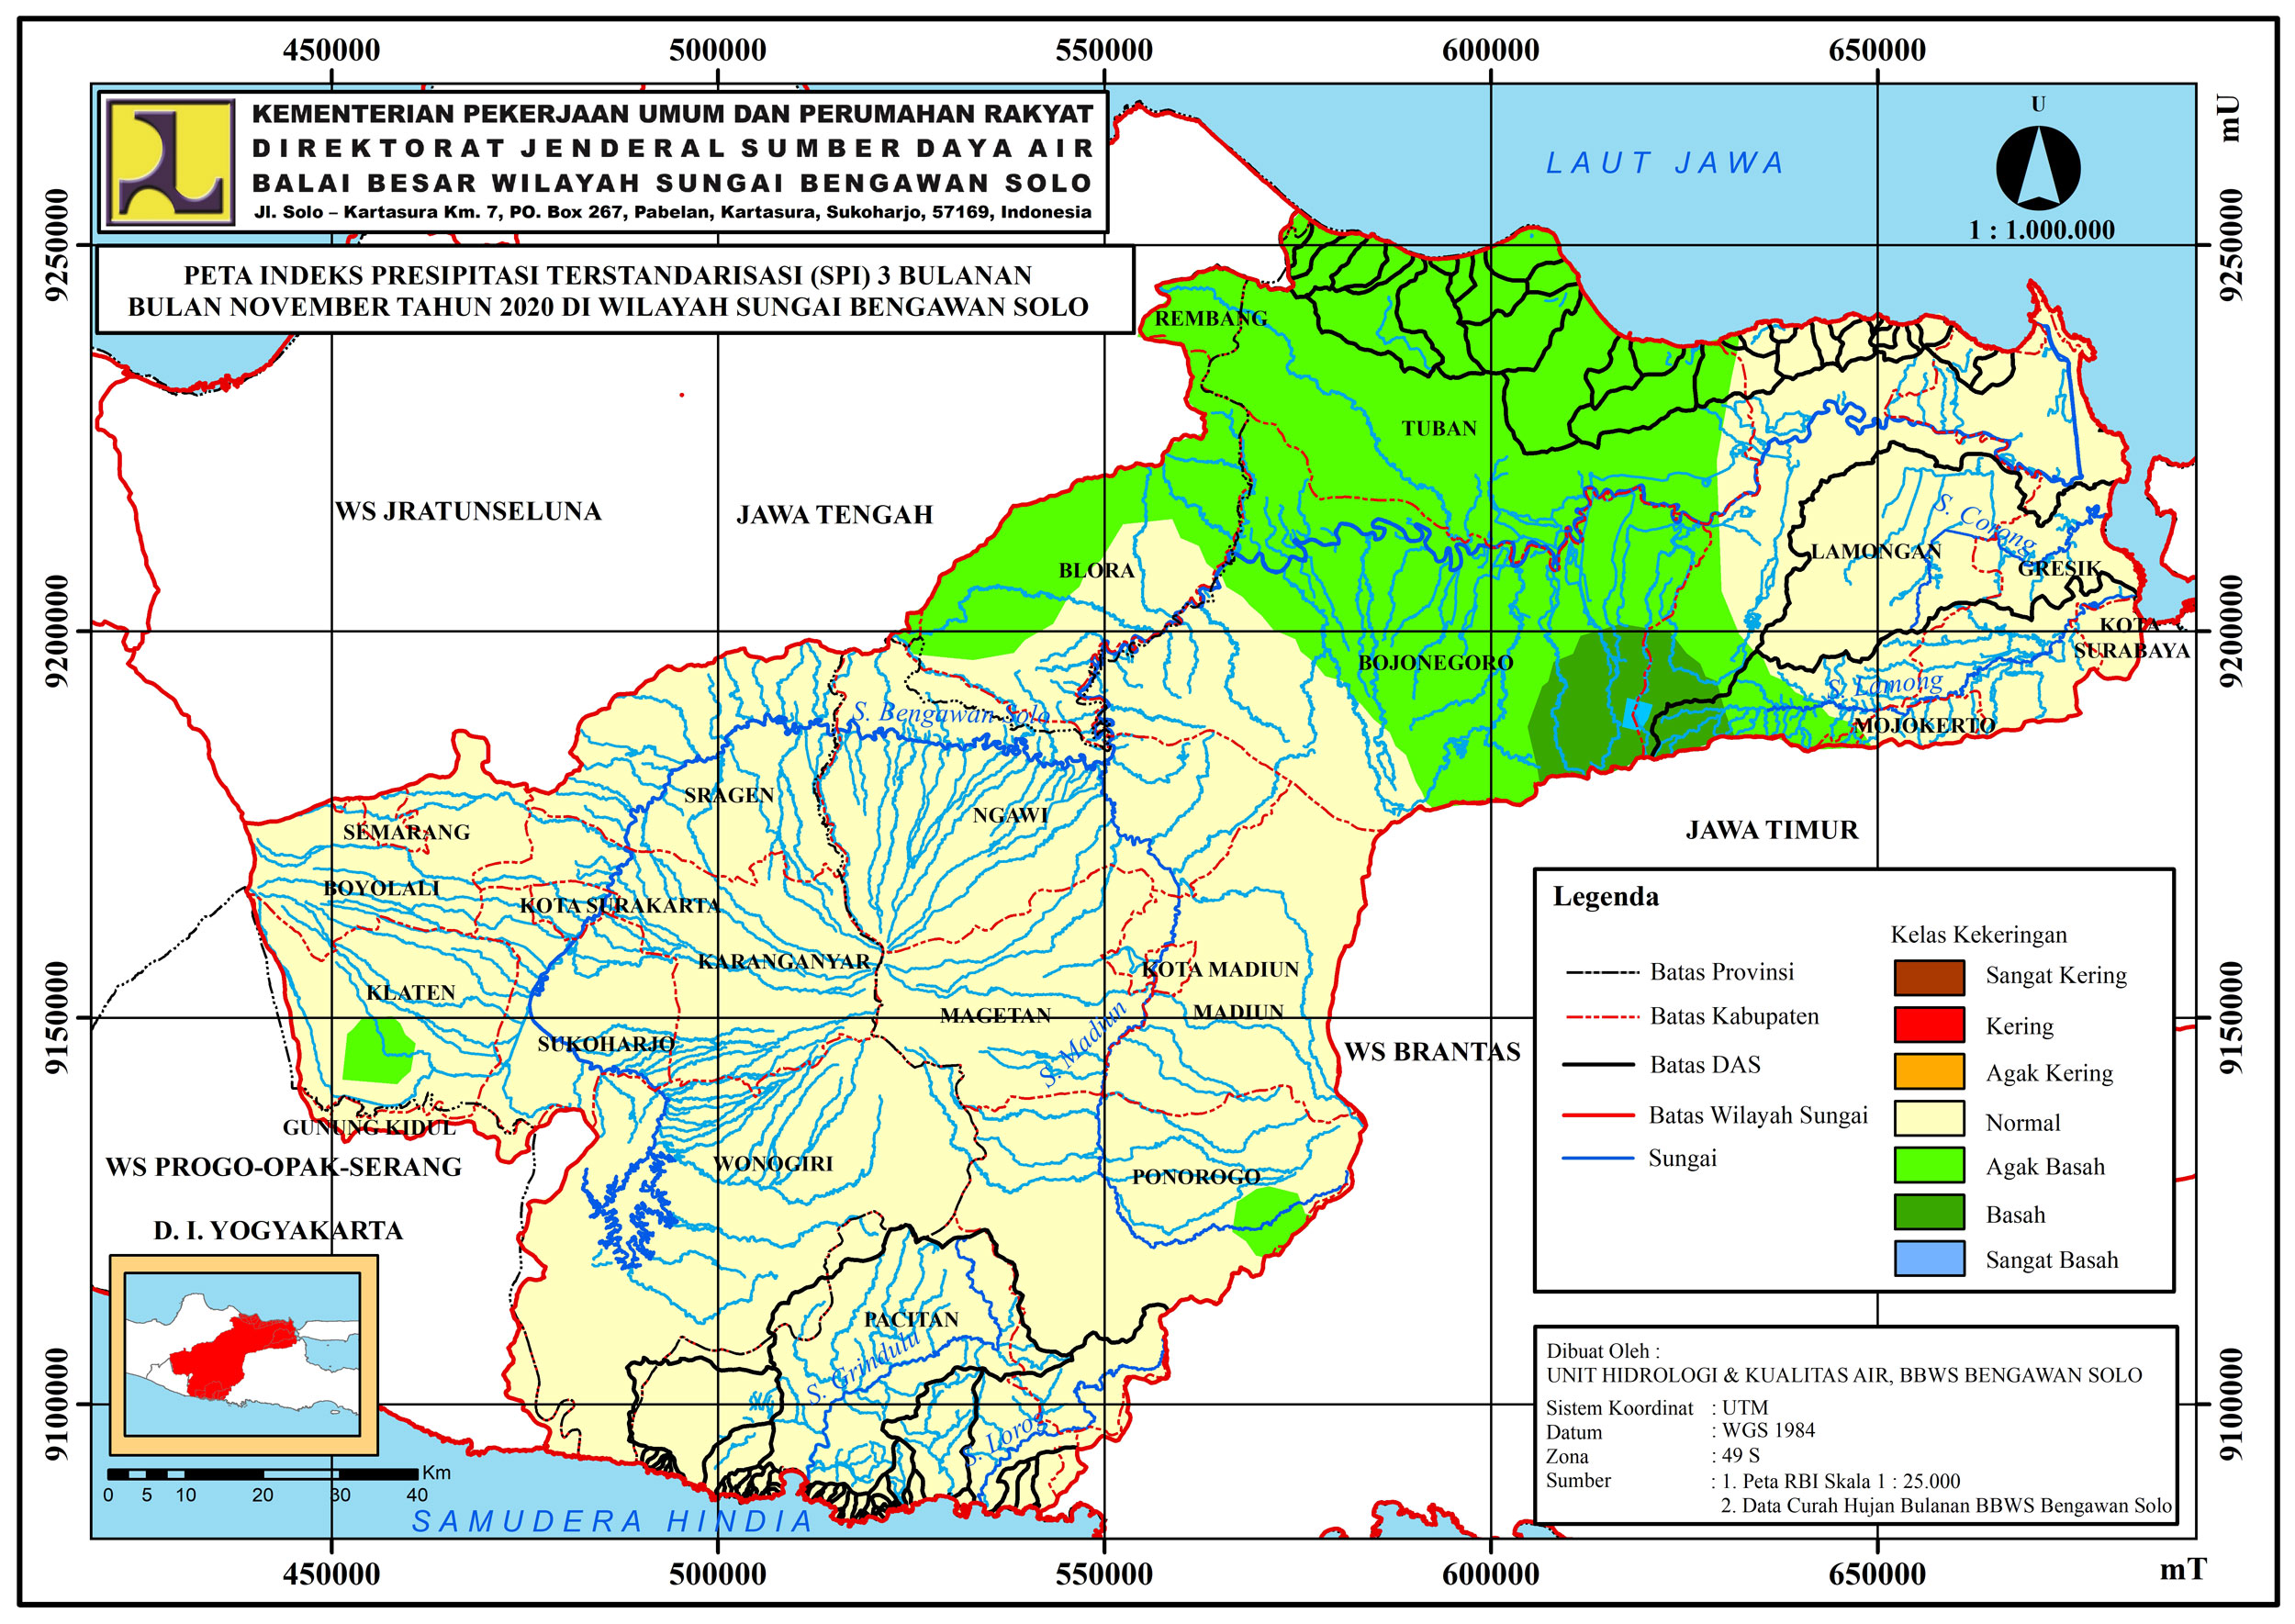 450000 500000 550000 600000 650000
mU
KEMENTERIAN PEKERJAAN UMUM DAN PERUMAHAN RAKYAT
DIREKTORAT JENDERAL SUMBER DAYA AIR
BALAI BESAR WILAYAH SUNGAI BENGAWAN SOLO
Jl. Solo – Kartasura Km. 7, PO. Box 267, Pabelan, Kartasura, Sukoharjo, 57169, Indonesia
PETA INDEKS PRESIPITASI TERSTANDARISASI (SPI) 3 BULANAN
BULAN NOVEMBER TAHUN 2020 DI WILAYAH SUNGAI BENGAWAN SOLO
LAUT JAWA
U
1 : 1.000.000
9250000 9250000
REMBANG
TUBAN
WS JRATUNSELUNA
JAWA TENGAH
S. Corong
LAMONGAN
GRESIK
BLORA
9200000 9200000
KOTA
SURABAYA
BOJONEGORO
S. Lamong
MOJOKERTO
S. Bengawan Solo
SRAGEN
NGAWI
SEMARANG
JAWA TIMUR
BOYOLALI
KOTA SURAKARTA
KARANGANYAR
KOTA MADIUN
KLATEN
MAGETAN
MADIUN
S. Madiun
9150000 9150000
SUKOHARJO
WS BRANTAS
GUNUNG KIDUL
WS PROGO-OPAK-SERANG
WONOGIRI
PONOROGO
D. I. YOGYAKARTA
PACITAN
S. Grindulu
S. Lorog
9100000 9100000
Legenda
Batas Provinsi
Batas Kabupaten
Batas DAS
Batas Wilayah Sungai
Sungai
Kelas Kekeringan
Sangat Kering
Kering
Agak Kering
Normal
Agak Basah
Basah
Sangat Basah
Dibuat Oleh :
UNIT HIDROLOGI & KUALITAS AIR, BBWS BENGAWAN SOLO
Sistem Koordinat : UTM
Datum : WGS 1984
Zona : 49 S
Sumber : 1. Peta RBI Skala 1 : 25.000
2. Data Curah Hujan Bulanan BBWS Bengawan Solo
Km
0 5 10 20 30 40
SAMUDERA HINDIA
450000 500000 550000 600000 650000
mT